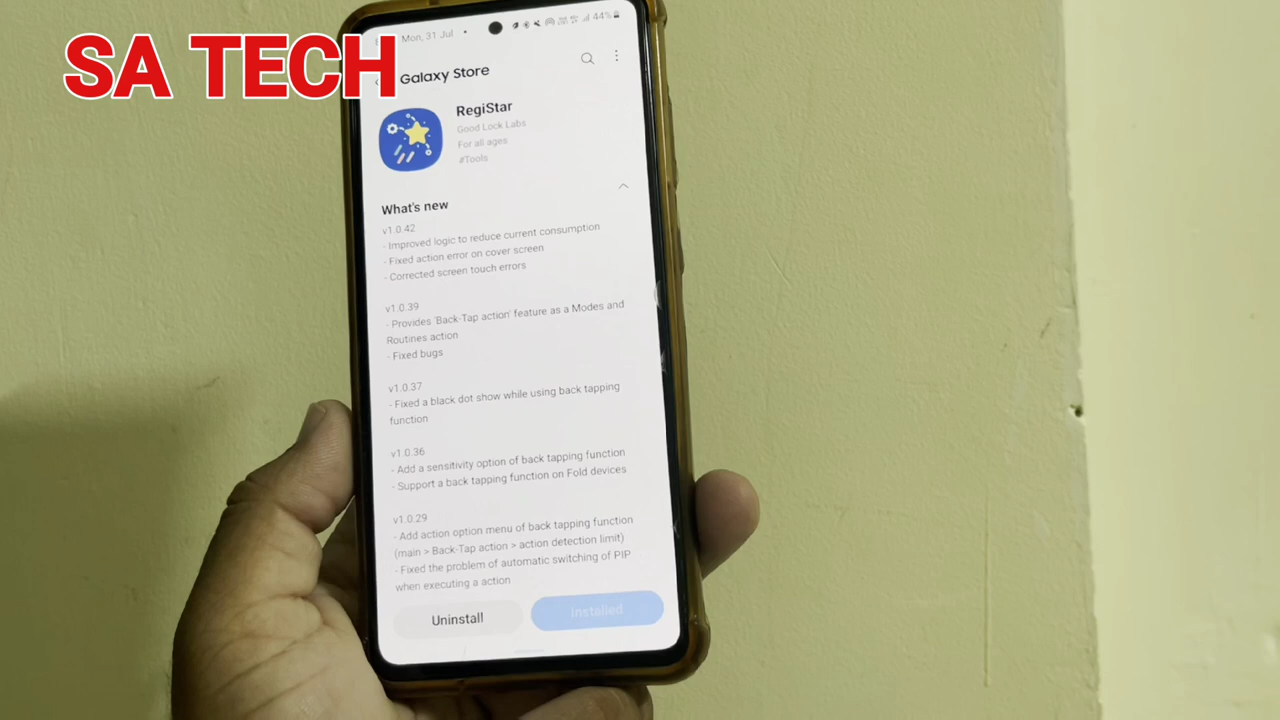 SA TECH
Mon, 31 Jul
44%
Galaxy Store
RegiStar
Good Lock Labs
For all ages
#Tools
What's new
v1.0.42
- Improved logic to reduce current consumption
- Fixed action error on cover screen
- Corrected screen touch errors
v1.0.39
- Provides 'Back-Tap action' feature as a Modes and
Routines action
- Fixed bugs
v1.0.37
- Fixed a black dot show while using back tapping
function
v1.0.36
- Add a sensitivity option of back tapping function
- Support a back tapping function on Fold devices
v1.0.29
- Add action option menu of back tapping function
(main > Back-Tap action > action detection limit)
- Fixed the problem of automatic switching of PIP
when executing a action
Uninstall
Installed